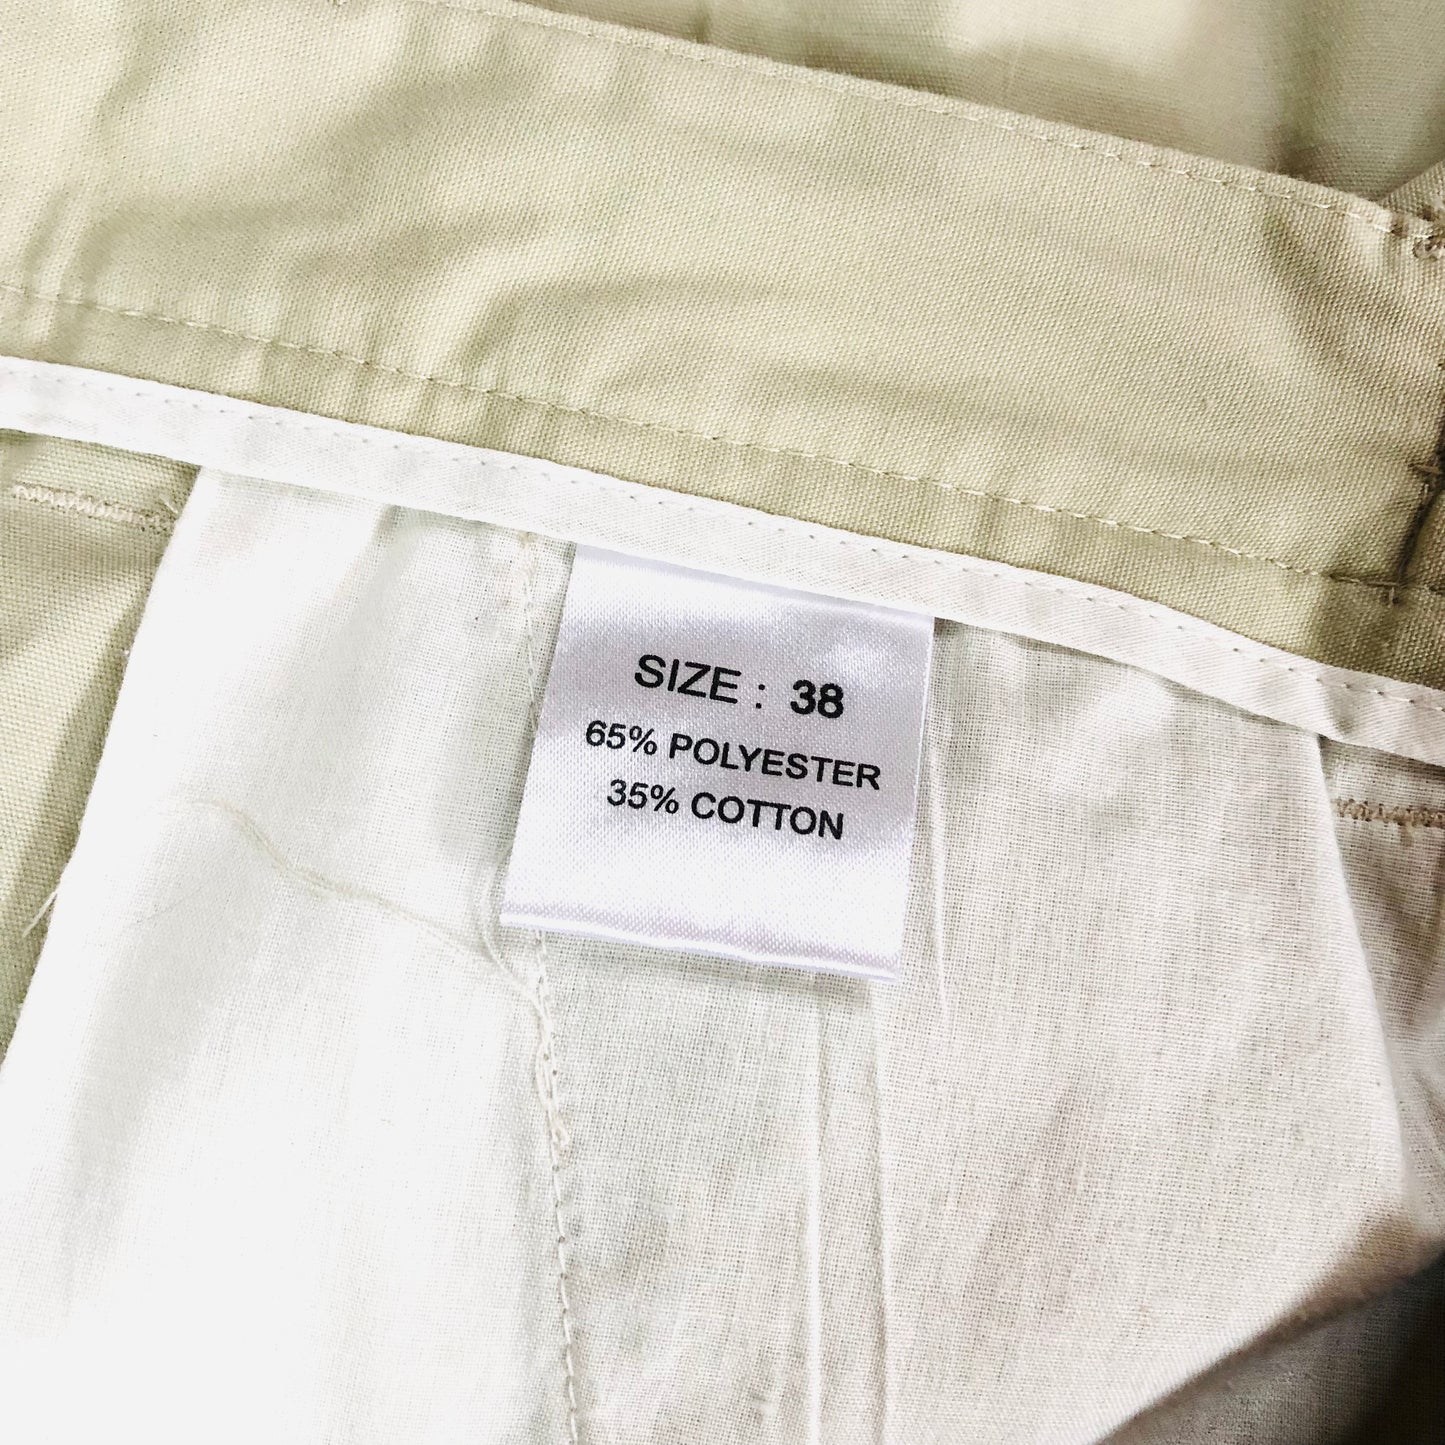 SIZE : 38
65% POLYESTER
35% COTTON